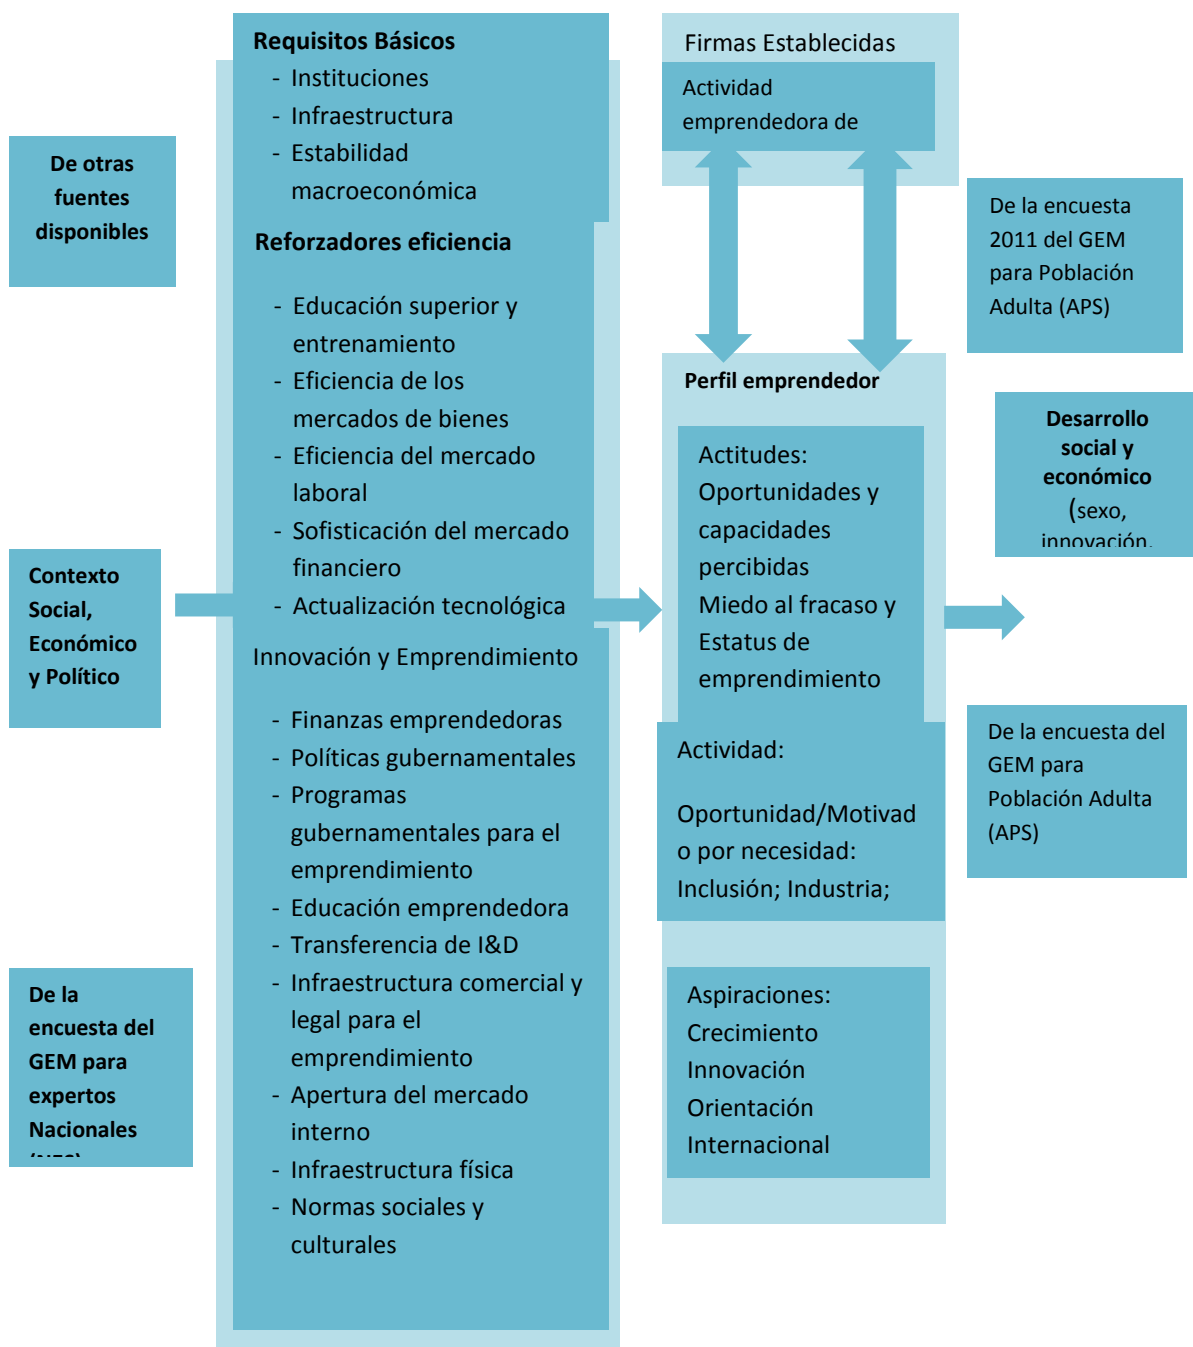 De otras
fuentes
disponibles
Contexto
Social,
Económico
y Político
De la
encuesta del
GEM para
expertos
Nacionales
Requisitos Básicos
- Instituciones
- Infraestructura
- Estabilidad
macroeconómica
Reforzadores eficiencia
- Educación superior y
entrenamiento
- Eficiencia de los
mercados de bienes
- Eficiencia del mercado
laboral
- Sofisticación del mercado
financiero
- Actualización tecnológica
Innovación y Emprendimiento
- Finanzas emprendedoras
- Políticas gubernamentales
- Programas
gubernamentales para el
emprendimiento
- Educación emprendedora
- Transferencia de I&D
- Infraestructura comercial y
legal para el
emprendimiento
- Apertura del mercado
interno
- Infraestructura física
- Normas sociales y
culturales
Firmas Establecidas
Actividad
emprendedora de
Perfil emprendedor
Actitudes:
Oportunidades y
capacidades
percibidas
Miedo al fracaso y
Estatus de
emprendimiento
Actividad:
Oportunidad/Motivad
o por necesidad:
Inclusión; Industria;
Aspiraciones:
Crecimiento
Innovación
Orientación
Internacional
De la encuesta
2011 del GEM
para Población
Adulta (APS)
Desarrollo
social y
económico
(sexo,
innovación,
De la encuesta del
GEM para
Población Adulta
(APS)